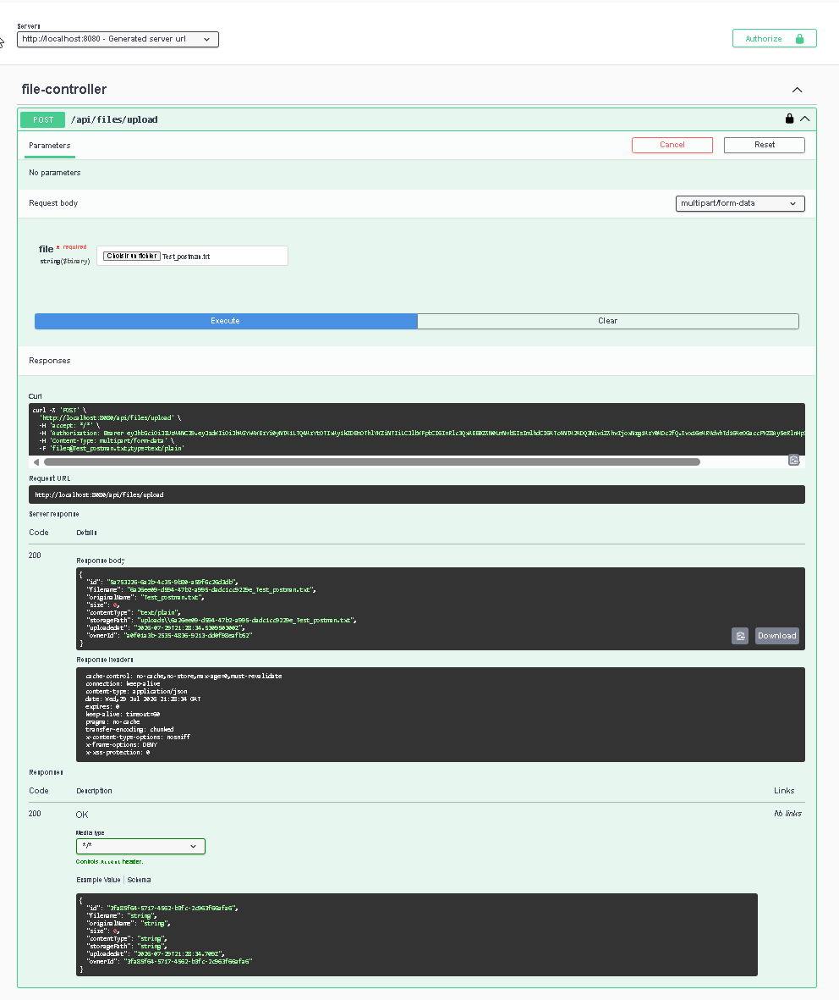 Servers
http://localhost:8080 - Generated server url
Authorize
file-controller
POST /api/files/upload
Parameters
Cancel
Reset
No parameters
Request body
multipart/form-data
file * required
string($binary)
Choisir un fichier Test_postman.txt
Execute
Clear
Responses
Curl
curl -X 'POST' \
'http://localhost:8080/api/files/upload' \
-H 'accept: */*' \
-H 'Authorization: Bearer
-H 'Content-Type: multipart/form-data' \
-F 'file=@Test_postman.txt;type=text/plain'
Request URL
http://localhost:8080/api/files/upload
Server response
Code Details
200
Response body
{
"id": "5a753226-6a2b-4c35-9b80-a59f6c26d3db",
"filename": "6a26ee09-d594-47b2-a995-dadc1cc9229e_Test_postman.txt",
"originalName": "Test_postman.txt",
"size": 0,
"contentType": "text/plain",
"storagePath": "uploads\\6a26ee09-d594-47b2-a995-dadc1cc9229e_Test_postman.txt",
"uploadedAt": "2026-07-29T21:28:34.530950300Z",
"ownerId": "a0f01a3b-2535-4836-9213-dd0f98eafb52"
}
Download
Response headers
cache-control: no-cache,no-store,max-age=0,must-revalidate
connection: keep-alive
content-type: application/json
date: Wed,29 Jul 2026 21:28:34 GMT
expires: 0
keep-alive: timeout=60
pragma: no-cache
transfer-encoding: chunked
x-content-type-options: nosniff
x-frame-options: DENY
x-xss-protection: 0
Responses
Code Description Links
200 OK No links
Media type
*/*
Controls Accept header.
Example Value Schema
{
"id": "3fa85f64-5717-4562-b3fc-2c963f66afa6",
"filename": "string",
"originalName": "string",
"size": 0,
"contentType": "string",
"storagePath": "string",
"uploadedAt": "2026-07-29T21:28:34.709Z",
"ownerId": "3fa85f64-5717-4562-b3fc-2c963f66afa6"
}